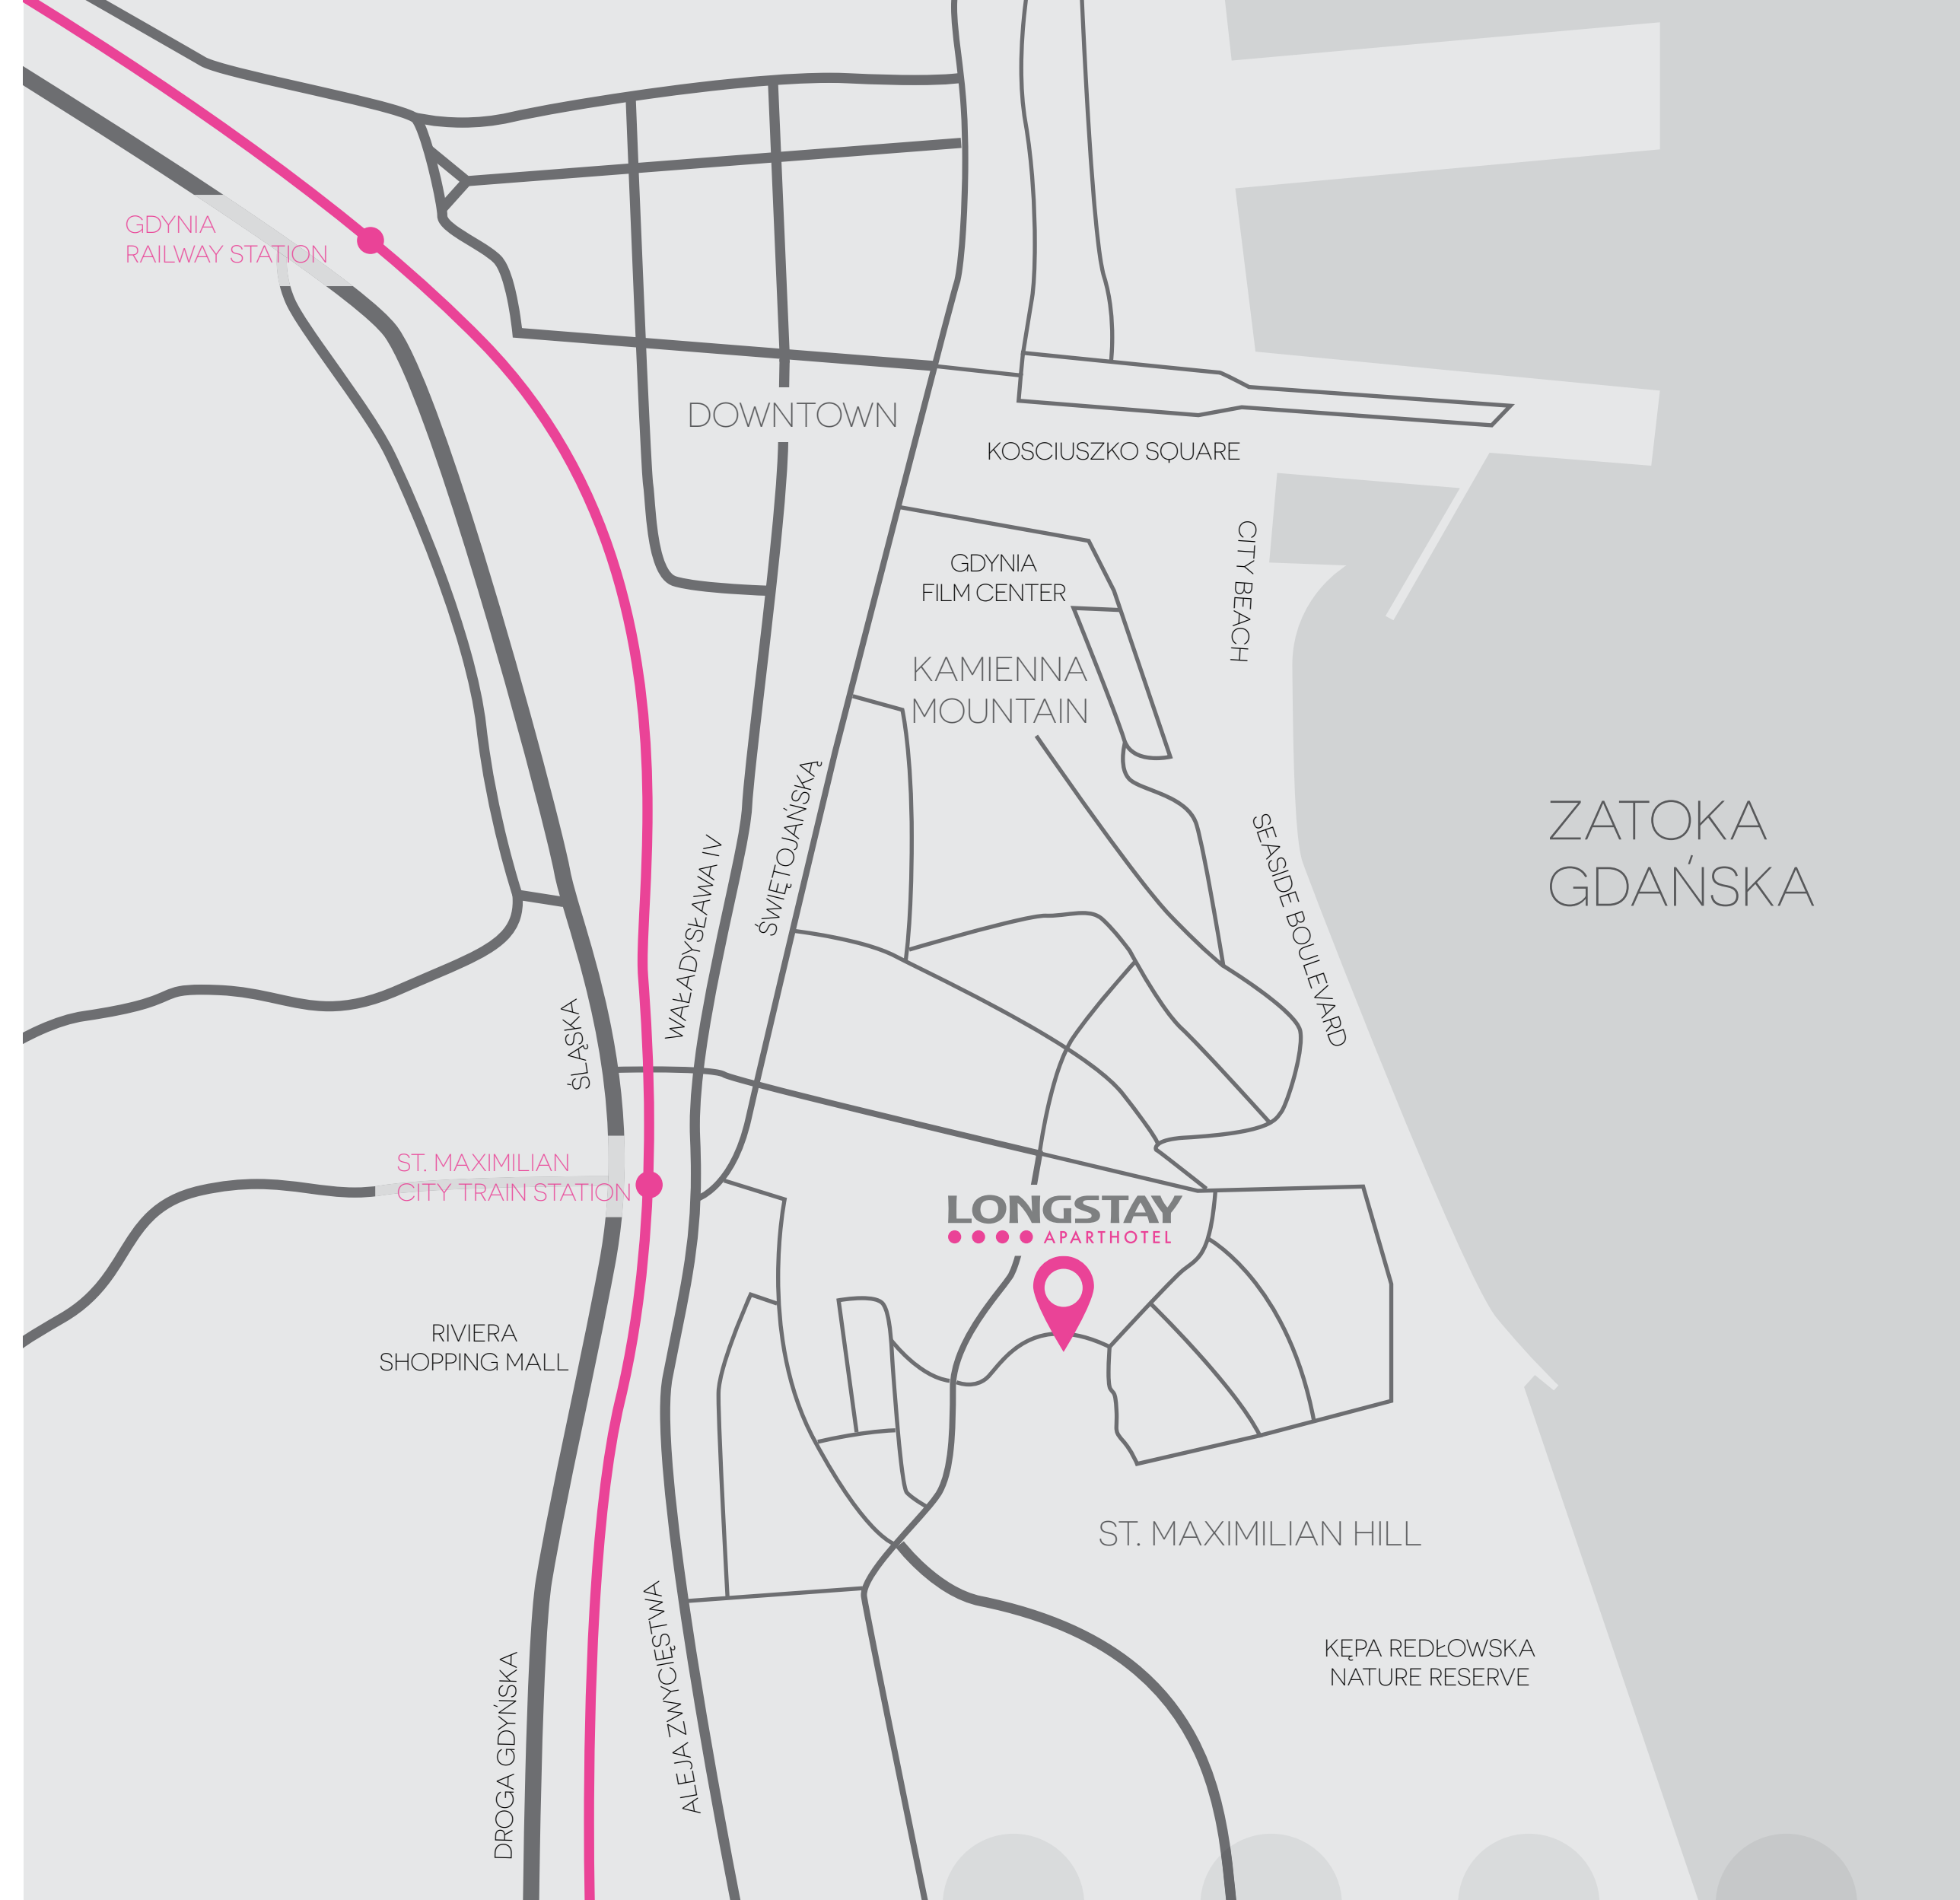 GDYNIA
RAILWAY STATION
DOWNTOWN
KOSCIUSZKO SQUARE
CITY BEACH
GDYNIA
FILM CENTER
KAMIENNA
MOUNTAIN
ZATOKA
GDAŃSKA
SEASIDE BOULEVARD
ŚWIĘTOJAŃSKĄ
WAŁADYSŁAWA IV
ŚLĄSKA
ST. MAXIMILIAN
CITY TRAIN STATION
LONGSTAY
APARTHOTEL
RIVIERA
SHOPPING MALL
ST. MAXIMILIAN HILL
KĘPA REDŁOWSKA
NATURE RESERVE
ALEJA ZWYCIĘSTWA
DROGA GDYŃSKA